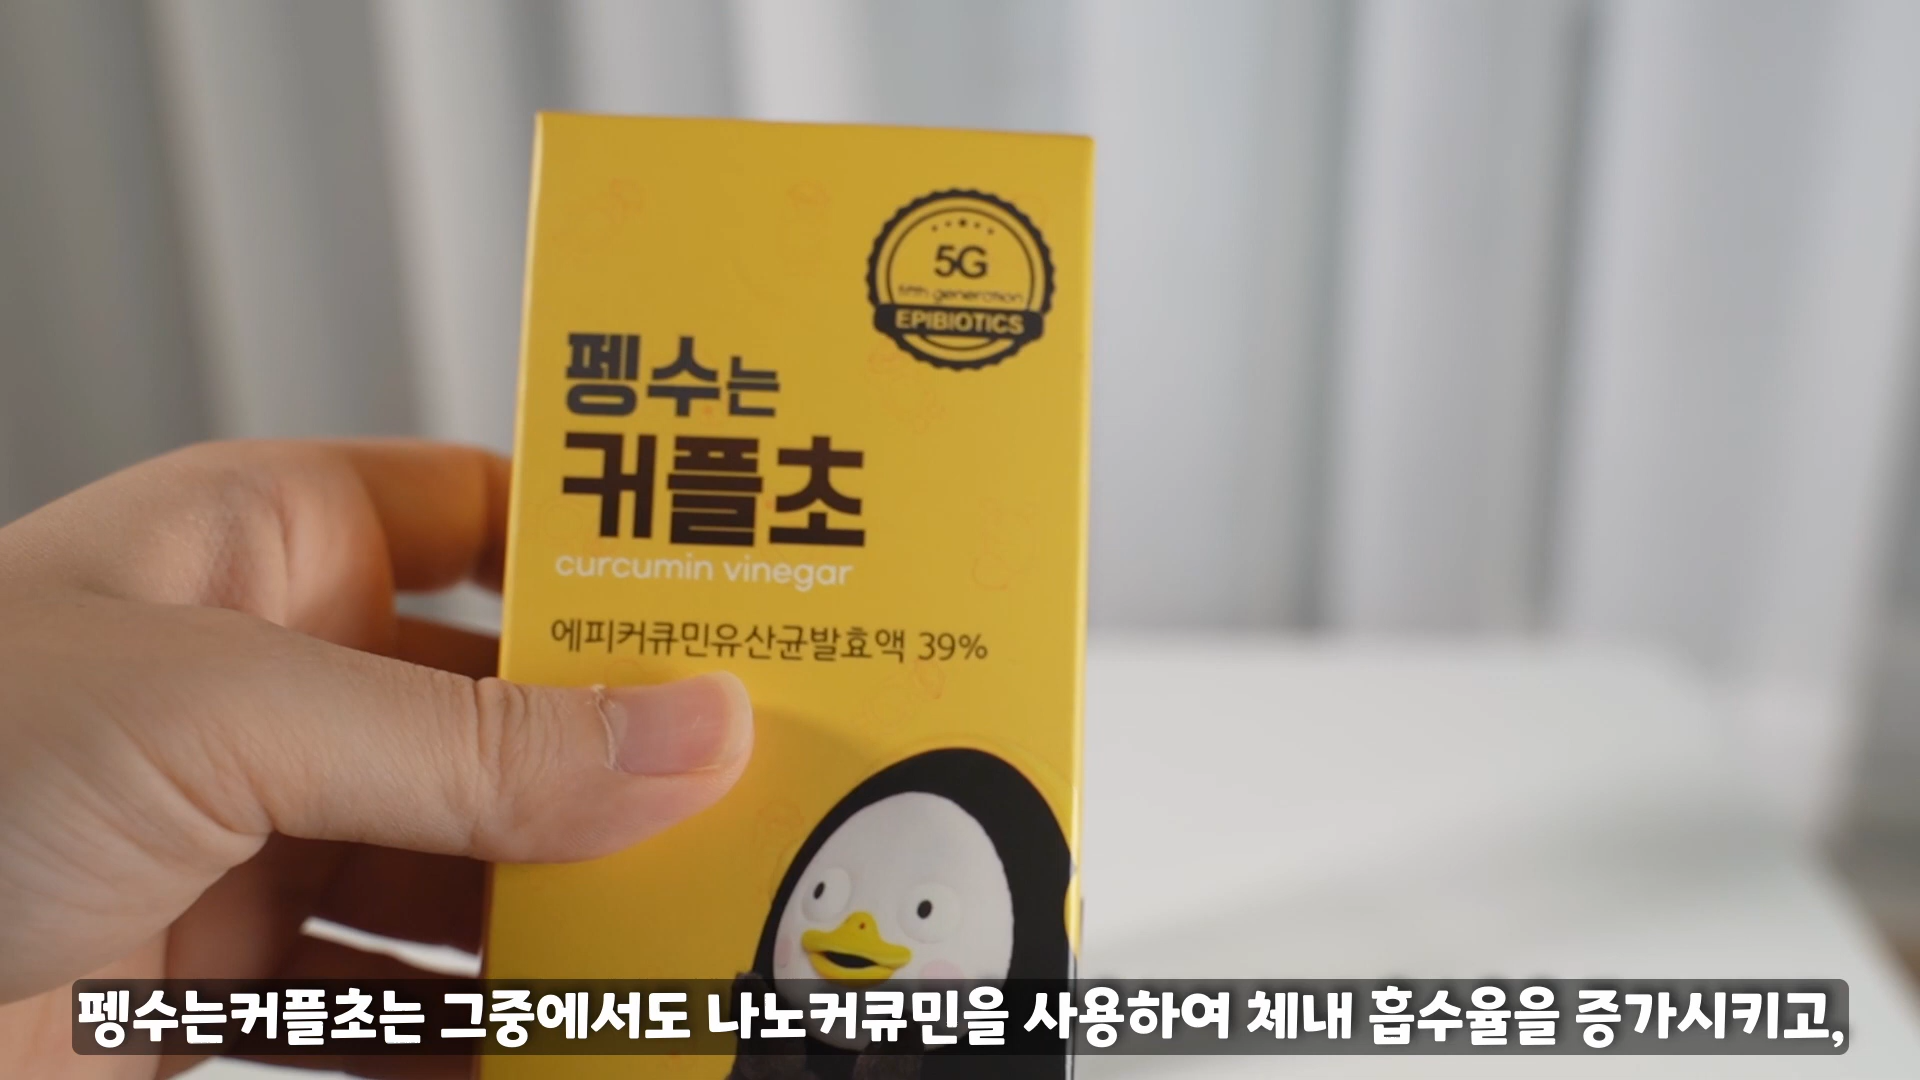 5G
fifth generation
EPIBIOTICS
펭수는
커플초
curcumin vinegar
에피커큐민유산균발효액 39%
펭수는커플초는 그중에서도 나노커큐민을 사용하여 체내 흡수율을 증가시키고,